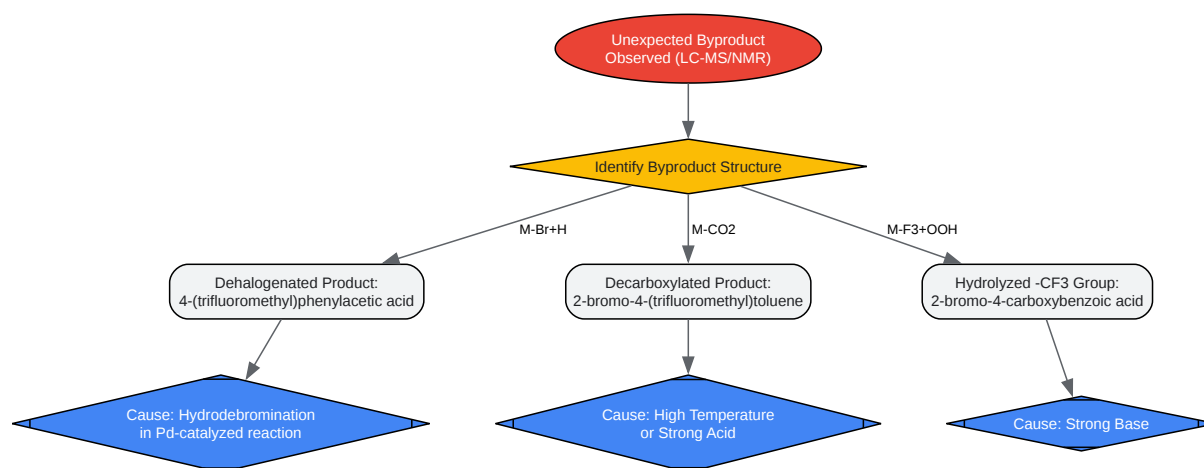 Unexpected Byproduct
Observed (LC-MS/NMR)
Identify Byproduct Structure
M-Br+H
M-CO2
M-F3+OOH
Dehalogenated Product:
4-(trifluoromethyl)phenylacetic acid
Decarboxylated Product:
2-bromo-4-(trifluoromethyl)toluene
Hydrolyzed -CF3 Group:
2-bromo-4-carboxybenzoic acid
Cause: Hydrodebromination
in Pd-catalyzed reaction
Cause: High Temperature
or Strong Acid
Cause: Strong Base